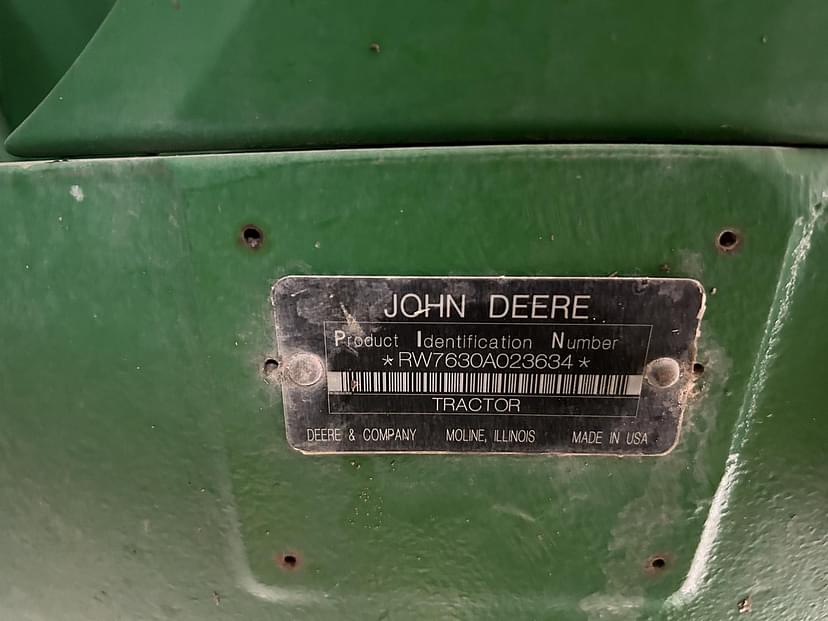 JOHN DEERE
Product Identification Number
*RW7630A023634*
TRACTOR
DEERE & COMPANY MOLINE, ILLINOIS MADE IN USA